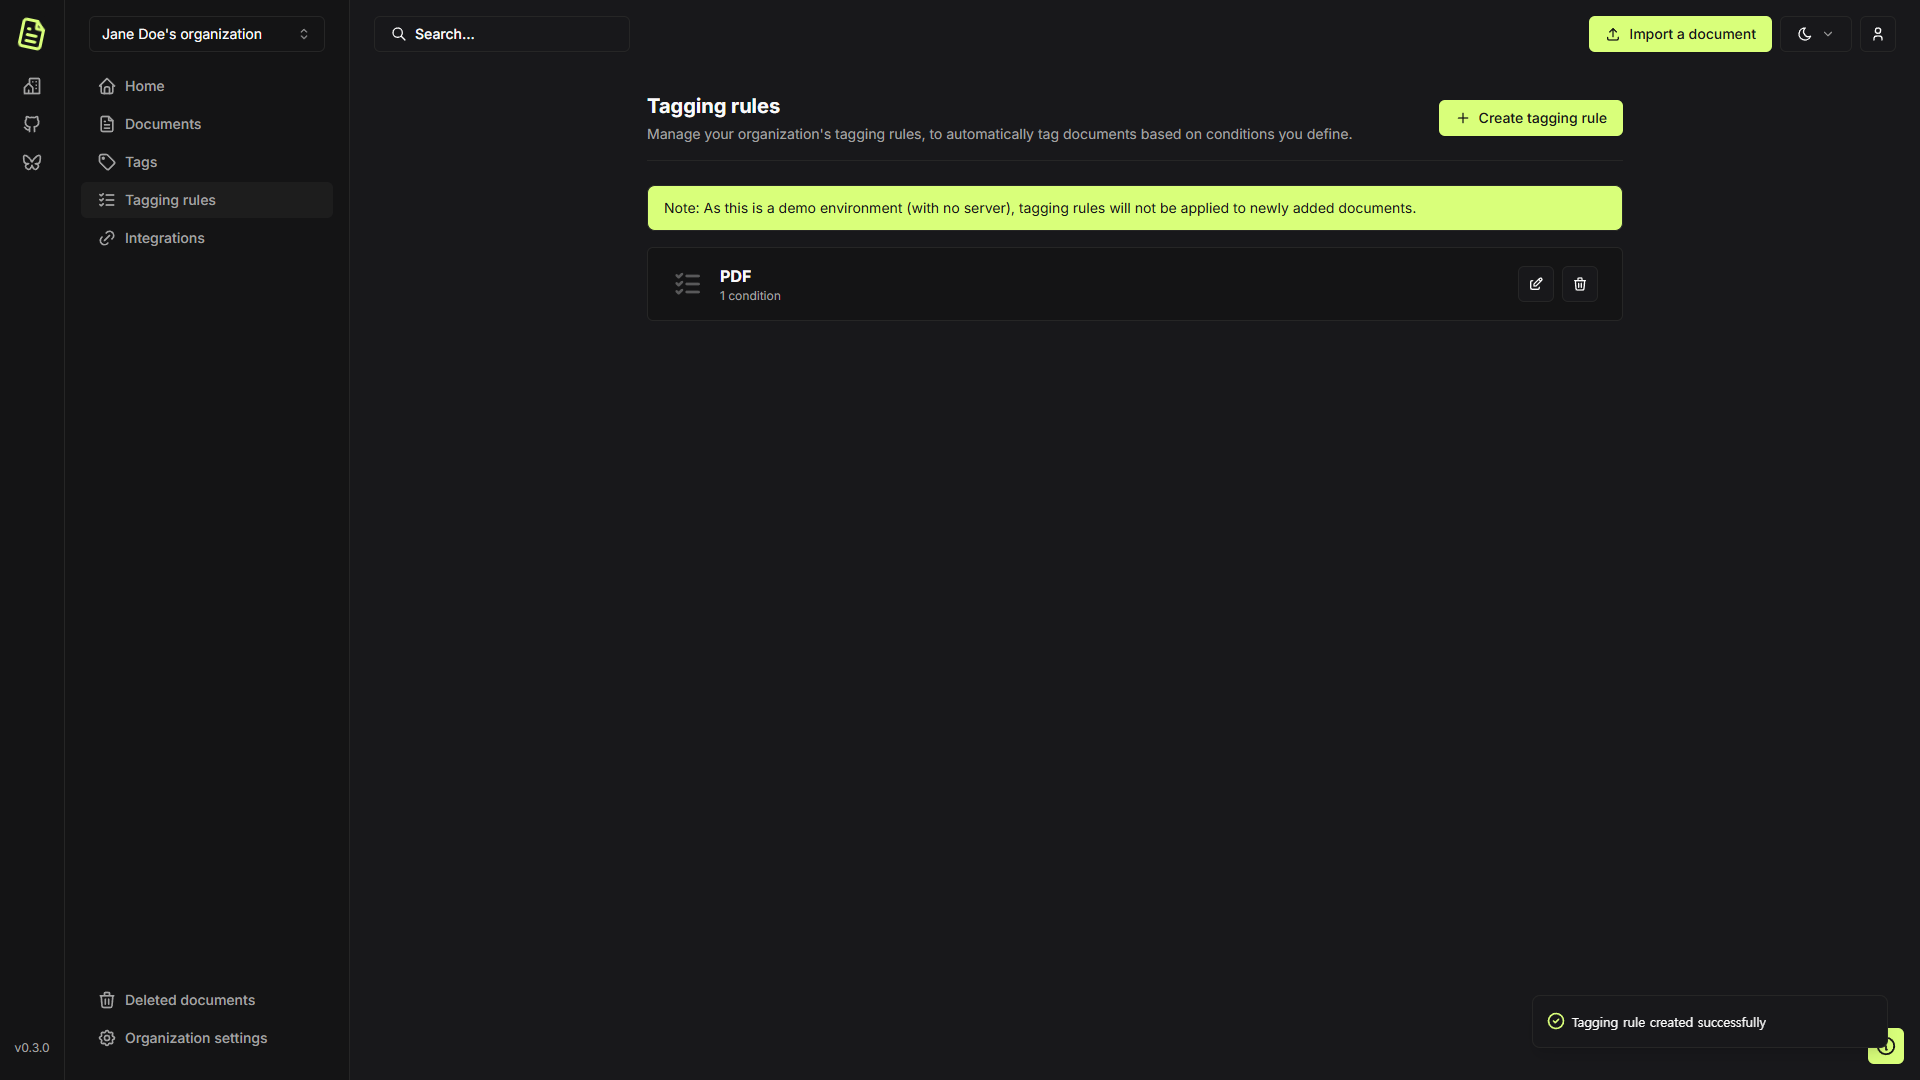 Jane Doe's organization
Search...
Import a document
Home
Documents
Tags
Tagging rules
Integrations
Tagging rules
Manage your organization's tagging rules, to automatically tag documents based on conditions you define.
Create tagging rule
Note: As this is a demo environment (with no server), tagging rules will not be applied to newly added documents.
PDF
1 condition
Deleted documents
Organization settings
v0.3.0
Tagging rule created successfully